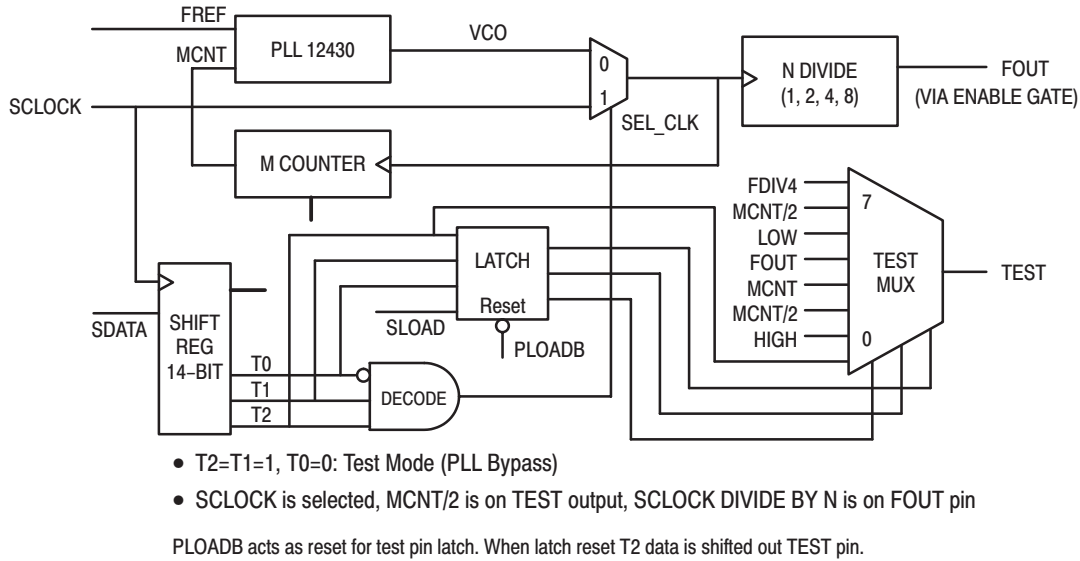 FREF
MCNT
PLL 12430
VCO
SCLOCK
0
1
SEL_CLK
N DIVIDE
(1, 2, 4, 8)
FOUT
(VIA ENABLE GATE)
M COUNTER
FDIV4
MCNT/2
LOW
FOUT
MCNT
MCNT/2
HIGH
7
TEST
MUX
0
TEST
LATCH
Reset
SLOAD
PLOADB
SDATA
SHIFT
REG
14–BIT
T0
T1
T2
DECODE
• T2=T1=1, T0=0: Test Mode (PLL Bypass)
• SCLOCK is selected, MCNT/2 is on TEST output, SCLOCK DIVIDE BY N is on FOUT pin
PLOADB acts as reset for test pin latch. When latch reset T2 data is shifted out TEST pin.